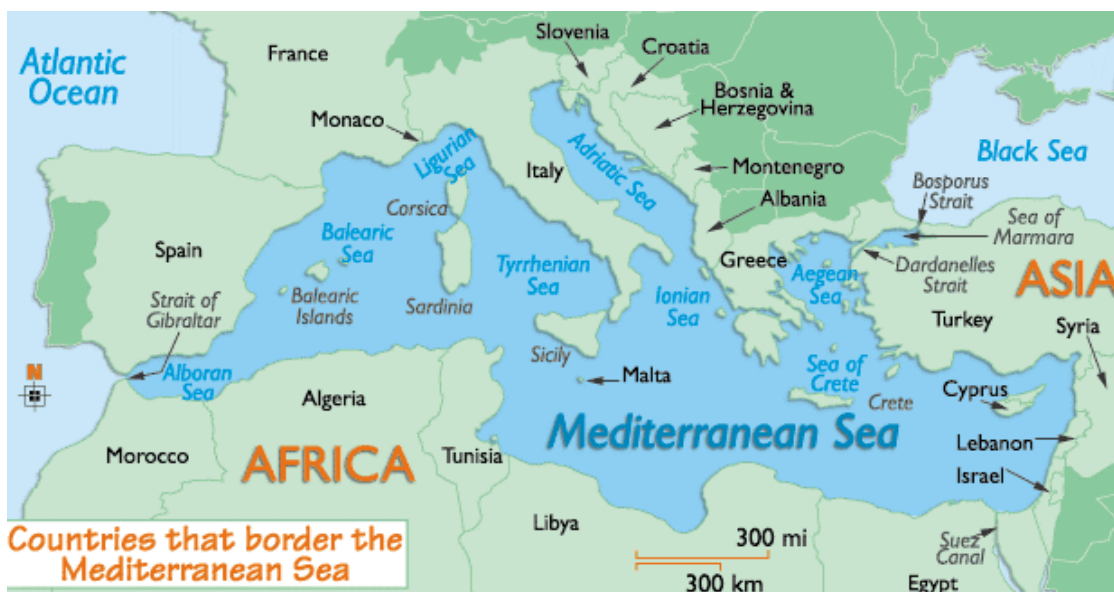 Slovenia
Croatia
France
Atlantic
Ocean
Bosnia &
Herzegovina
Monaco
Ligurian
Sea
Adriatic Sea
Italy
Montenegro
Black Sea
Albania
Bosporus
Strait
Corsica
Sea of
Marmara
Spain
Balearic
Sea
Tyrrhenian
Sea
Greece
Aegean
Sea
Dardanelles
Strait
ASIA
Ionian
Sea
Strait of
Gibraltar
Balearic
Islands
Sardinia
Turkey
Syria
Sicily
Malta
Sea
of Crete
N
Alboran
Sea
Algeria
Crete
Cyprus
Mediterranean Sea
Lebanon
Morocco
AFRICA
Tunisia
Israel
Libya
300 mi
300 km
Suez
Canal
Egypt
Countries that border the
Mediterranean Sea